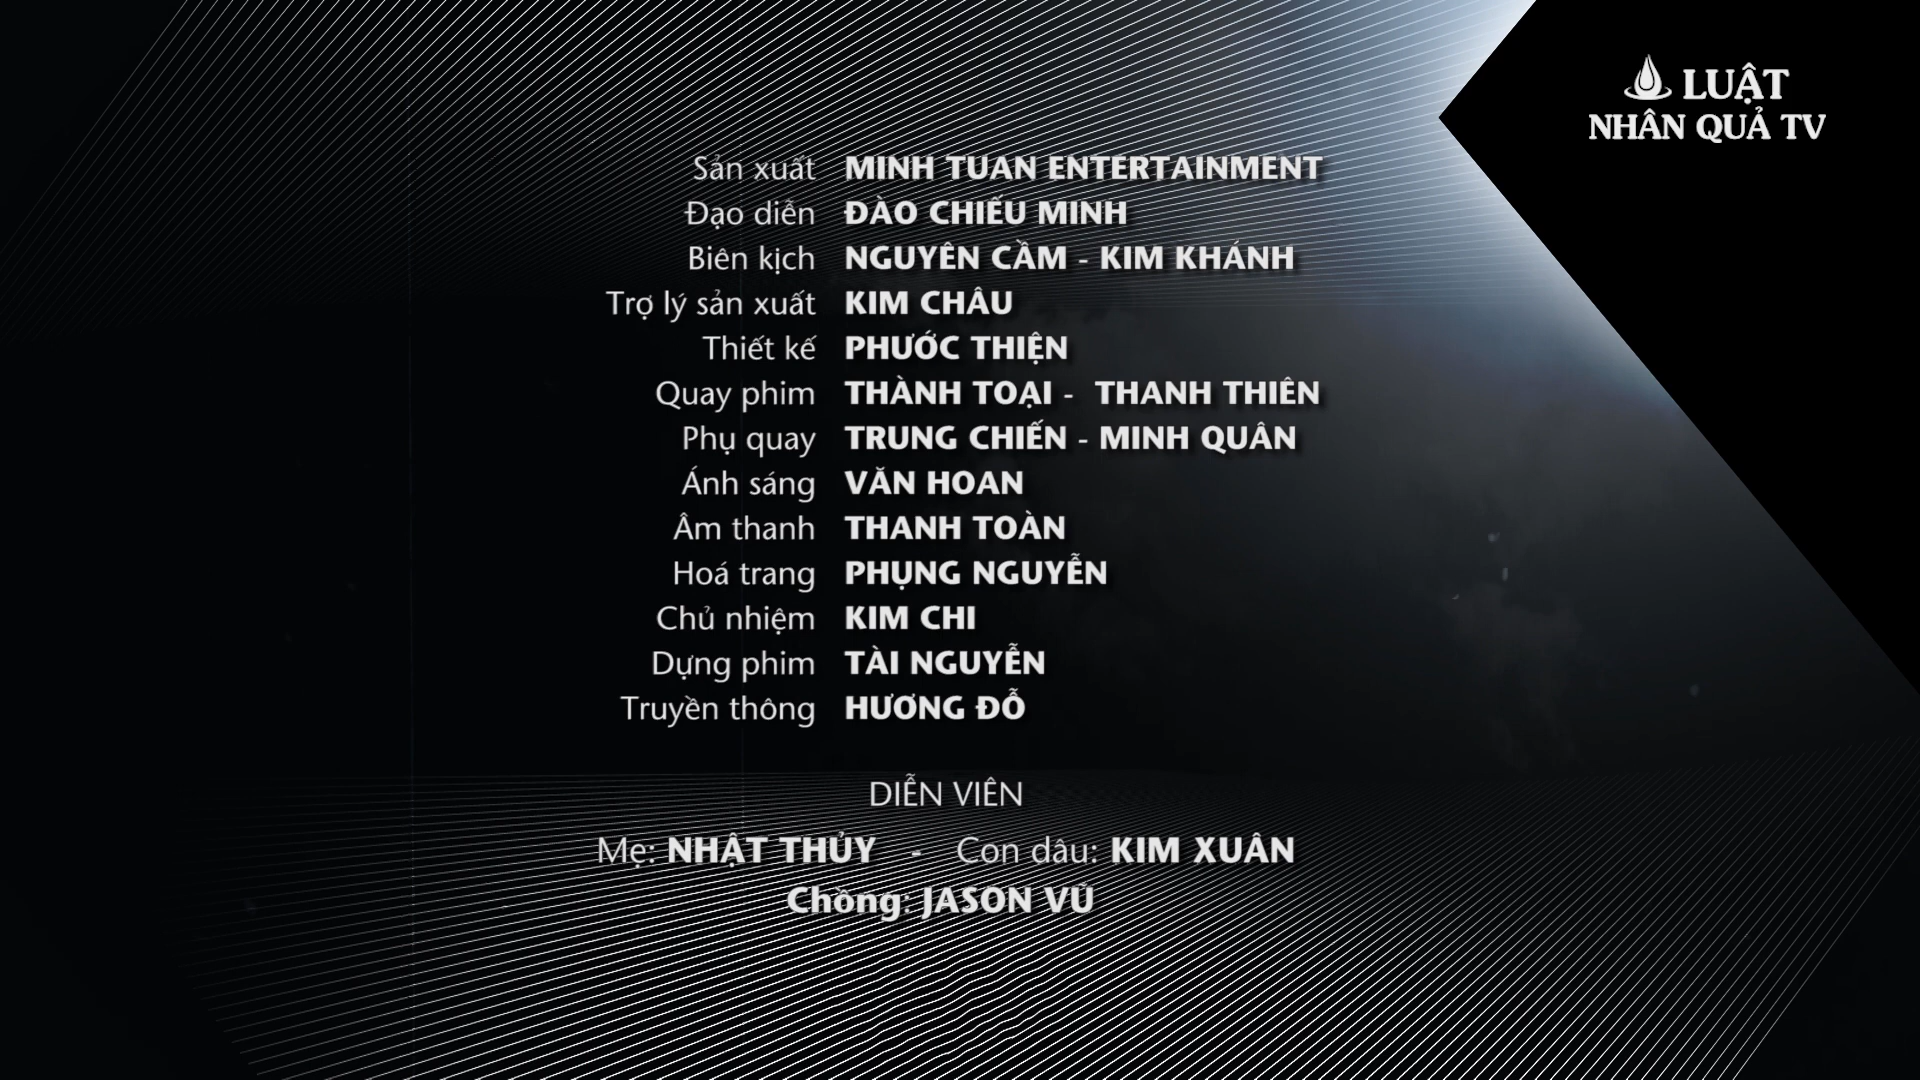 LUẬT
NHÂN QUẢ TV
Sản xuất MINH TUAN ENTERTAINMENT
Đạo diễn ĐÀO CHIẾU MINH
Biên kịch NGUYÊN CẦM - KIM KHÁNH
Trợ lý sản xuất KIM CHÂU
Thiết kế PHƯỚC THIỆN
Quay phim THÀNH TOẠI - THANH THIÊN
Phụ quay TRUNG CHIẾN - MINH QUÂN
Ánh sáng VĂN HOAN
Âm thanh THANH TOÀN
Hoá trang PHỤNG NGUYỄN
Chủ nhiệm KIM CHI
Dựng phim TÀI NGUYỄN
Truyền thông HƯƠNG ĐỖ
DIỄN VIÊN
Mẹ: NHẬT THỦY - Con dâu: KIM XUÂN
Chồng: JASON VŨ